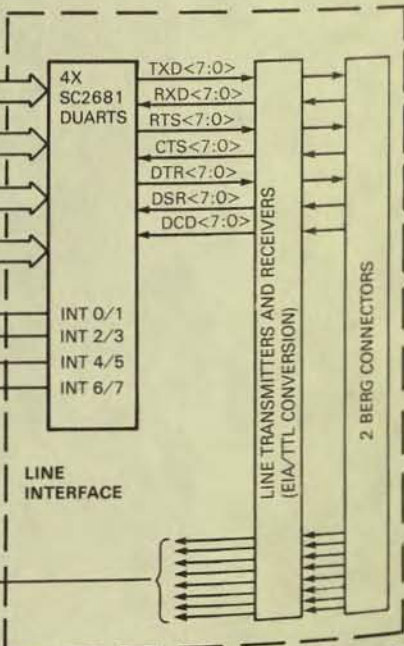 4X
SC2681
DUARTS
TXD<7:0>
RXD<7:0>
RTS<7:0>
CTS<7:0>
DTR<7:0>
DSR<7:0>
DCD<7:0>
INT 0/1
INT 2/3
INT 4/5
INT 6/7
LINE
INTERFACE
LINE TRANSMITTERS AND RECEIVERS
(EIA/TTL CONVERSION)
2 BERG CONNECTORS